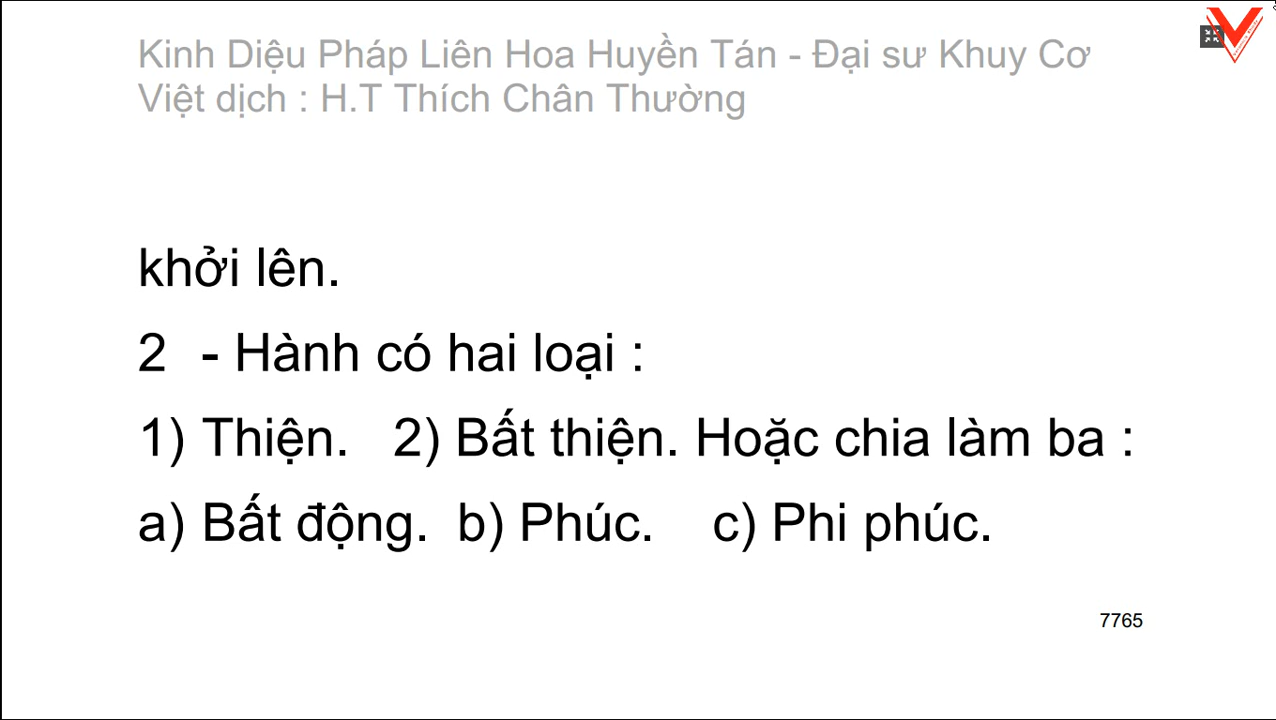 Kinh Diệu Pháp Liên Hoa Huyền Tán - Đại sư Khuy Cơ
Việt dịch : H.T Thích Chân Thường
khởi lên.
2 - Hành có hai loại :
1) Thiện. 2) Bất thiện. Hoặc chia làm ba :
a) Bất động. b) Phúc. c) Phi phúc.
7765